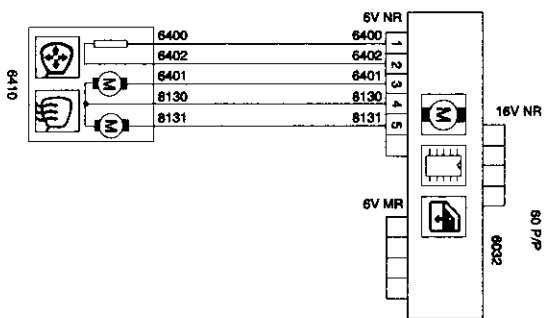 6V NR
6400 6400 1
6402 6402 2
6401 6401 3
8130 8130 4
8131 8131 5
M
M
M
6410
16V NR
6V MR
6032
60 P/P